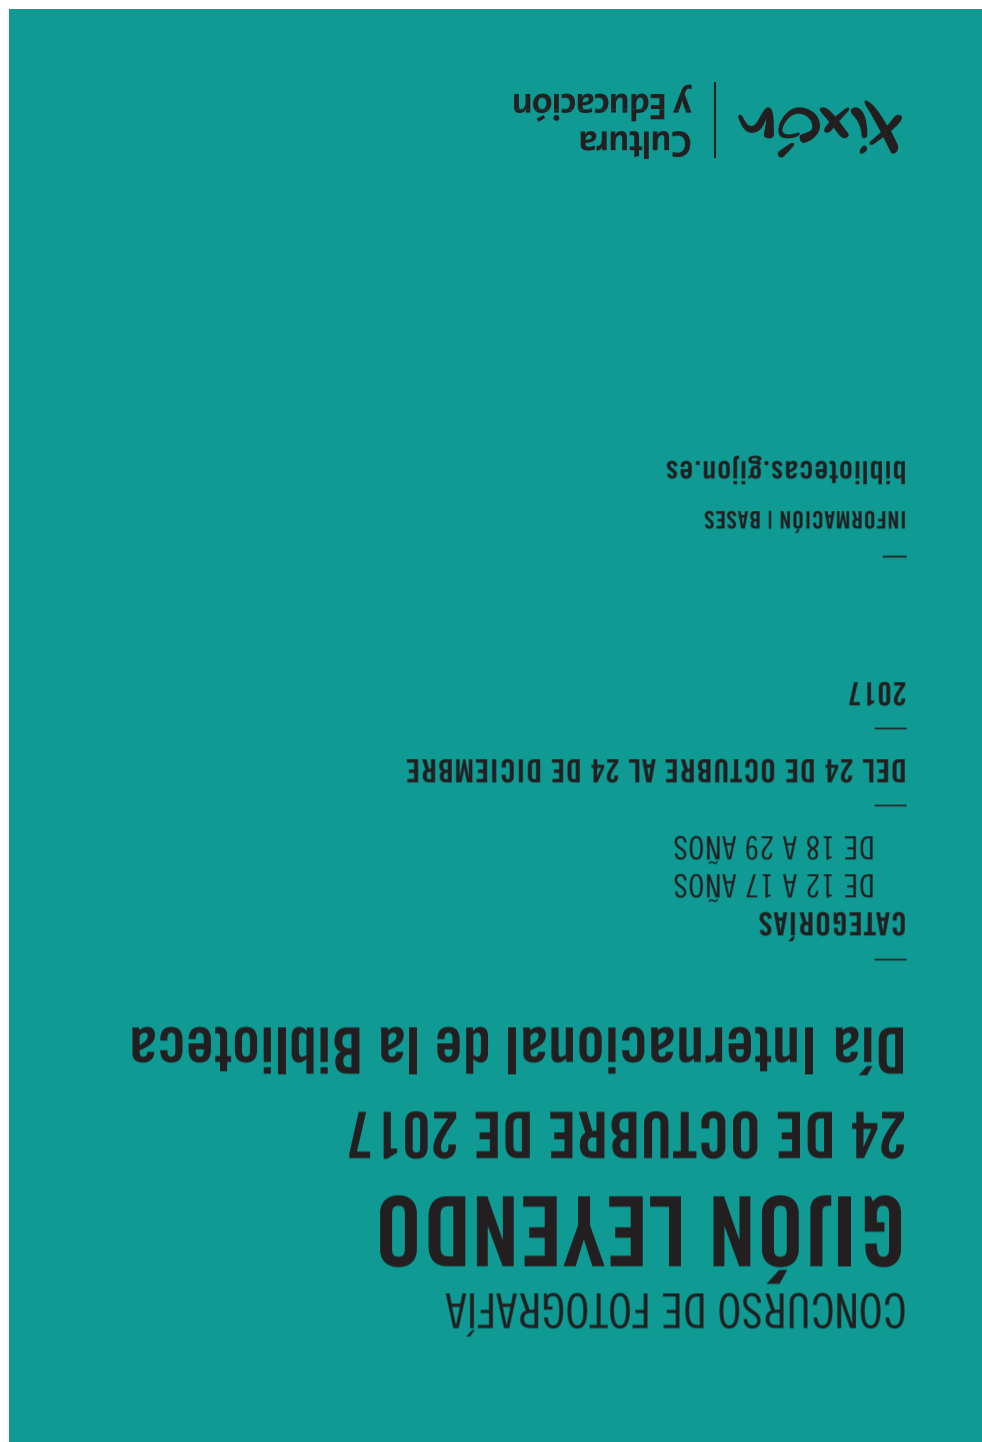 CONCURSO DE FOTOGRAFÍA
GIJÓN LEYENDO
24 DE OCTUBRE DE 2017
Día Internacional de la Biblioteca
—
CATEGORÍAS
DE 12 A 17 AÑOS
DE 18 A 29 AÑOS
—
DEL 24 DE OCTUBRE AL 24 DE DICIEMBRE
—
2017
—
INFORMACIÓN | BASES
bibliotecas.gijon.es
xixón
Cultura
y Educación